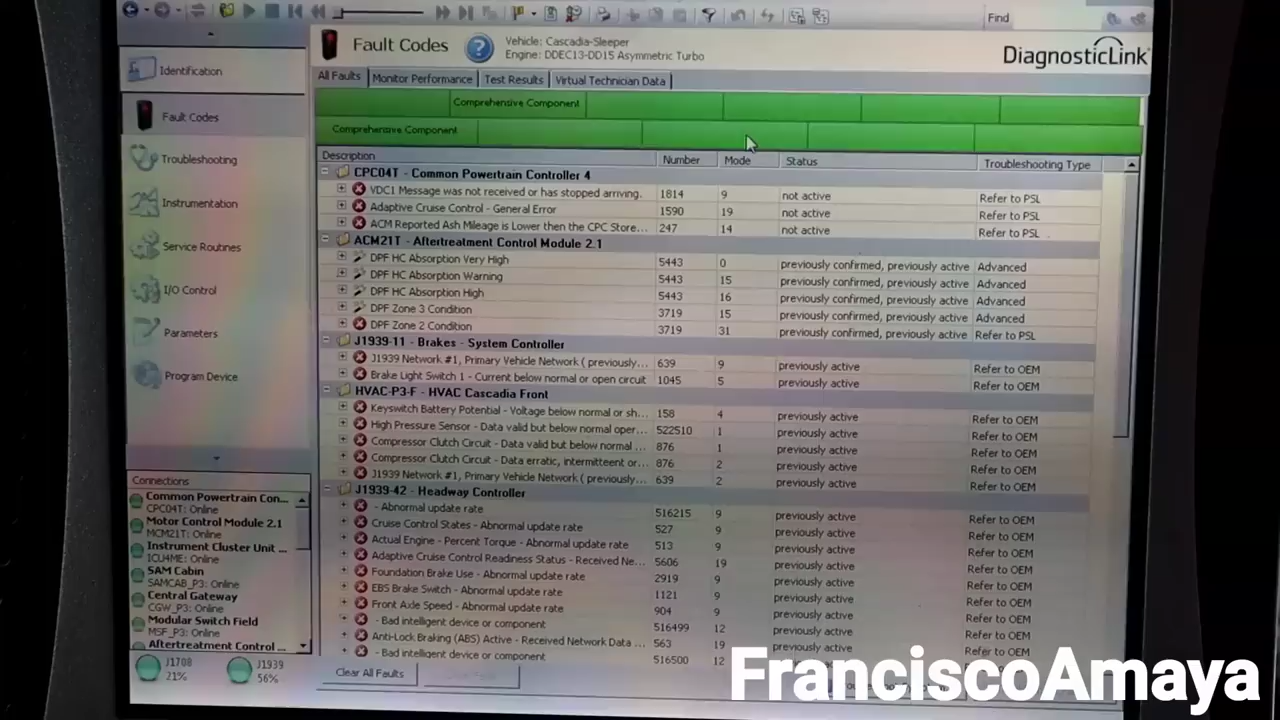 Find
Fault Codes
Vehicle: Cascadia-Sleeper
Engine: DDEC13-DD15 Asymmetric Turbo
DiagnosticLink
Identification
Fault Codes
Troubleshooting
Instrumentation
Service Routines
I/O Control
Parameters
Program Device
All Faults Monitor Performance Test Results Virtual Technician Data
Comprehensive Component
Comprehensive Component
Description Number Mode Status Troubleshooting Type
CPC04T - Common Powertrain Controller 4
VDC1 Message was not received or has stopped arriving. 1814 9 not active Refer to PSL
Adaptive Cruise Control - General Error 1590 19 not active Refer to PSL
ACM Reported Ash Mileage is Lower then the CPC Store... 247 14 not active Refer to PSL
ACM21T - Aftertreatment Control Module 2.1
DPF HC Absorption Very High 5443 0 previously confirmed, previously active Advanced
DPF HC Absorption Warning 5443 15 previously confirmed, previously active Advanced
DPF HC Absorption High 5443 16 previously confirmed, previously active Advanced
DPF Zone 3 Condition 3719 15 previously confirmed, previously active Advanced
DPF Zone 2 Condition 3719 31 previously confirmed, previously active Refer to PSL
J1939-11 - Brakes - System Controller
J1939 Network #1, Primary Vehicle Network ( previously... 639 9 previously active Refer to OEM
Brake Light Switch 1 - Current below normal or open circuit 1045 5 previously active Refer to OEM
HVAC-P3-F - HVAC Cascadia Front
Keyswitch Battery Potential - Voltage below normal or sh... 158 4 previously active Refer to OEM
High Pressure Sensor - Data valid but below normal oper... 522510 1 previously active Refer to OEM
Compressor Clutch Circuit - Data valid but below normal ... 876 1 previously active Refer to OEM
Compressor Clutch Circuit - Data erratic, intermitteent or... 876 2 previously active Refer to OEM
J1939 Network #1, Primary Vehicle Network ( previously... 639 2 previously active Refer to OEM
J1939-42 - Headway Controller
- Abnormal update rate 516215 9 previously active Refer to OEM
Cruise Control States - Abnormal update rate 527 9 previously active Refer to OEM
Actual Engine - Percent Torque - Abnormal update rate 513 9 previously active Refer to OEM
Adaptive Cruise Control Readiness Status - Received Ne... 5606 19 previously active Refer to OEM
Foundation Brake Use - Abnormal update rate 2919 9 previously active Refer to OEM
EBS Brake Switch - Abnormal update rate 1121 9 previously active Refer to OEM
Front Axle Speed - Abnormal update rate 904 9 previously active Refer to OEM
- Bad intelligent device or component 516499 12 previously active Refer to OEM
Anti-Lock Braking (ABS) Active - Received Network Data ... 563 19 previously active Refer to OEM
- Bad intelligent device or component 516500 12
Connections
Common Powertrain Con...
CPC04T: Online
Motor Control Module 2.1
MCM21T: Online
Instrument Cluster Unit ...
ICU4ME: Online
SAM Cabin
SAMCAB_P3: Online
Central Gateway
CGW_P3: Online
Modular Switch Field
MSF_P3: Online
Aftertreatment Control ...
J1708
21%
J1939
56%
Clear All Faults
FranciscoAmaya